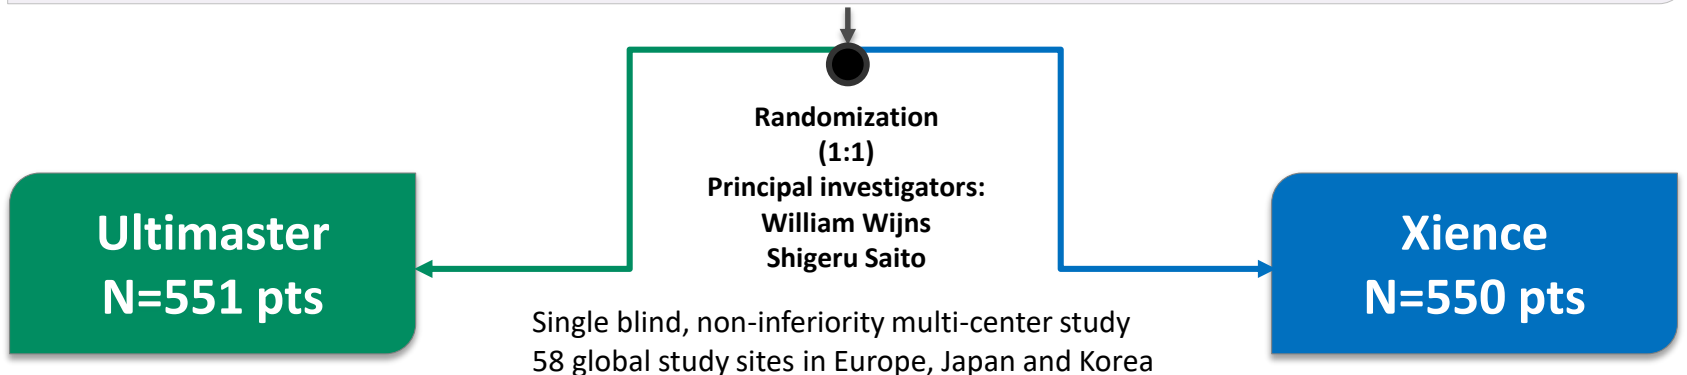 Randomization
(1:1)
Principal investigators:
William Wijns
Shigeru Saito
Ultimaster
N=551 pts
Xience
N=550 pts
Single blind, non-inferiority multi-center study
58 global study sites in Europe, Japan and Korea